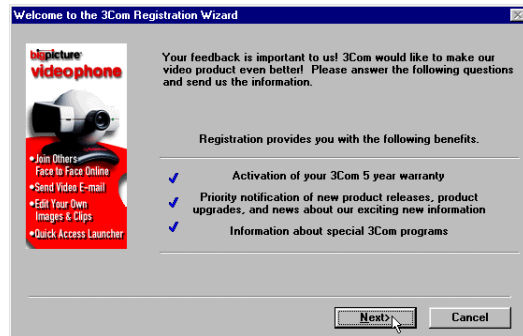 Welcome to the 3Com Registration Wizard
bigpicture
videophone
•Join Others
Face to Face Online
•Send Video E-mail
•Edit Your Own
Images & Clips
•Quick Access Launcher
Your feedback is important to us! 3Com would like to make our
video product even better! Please answer the following questions
and send us the information.
Registration provides you with the following benefits.
Activation of your 3Com 5 year warranty
Priority notification of new product releases, product
upgrades, and news about our exciting new information
Information about special 3Com programs
Next>
Cancel